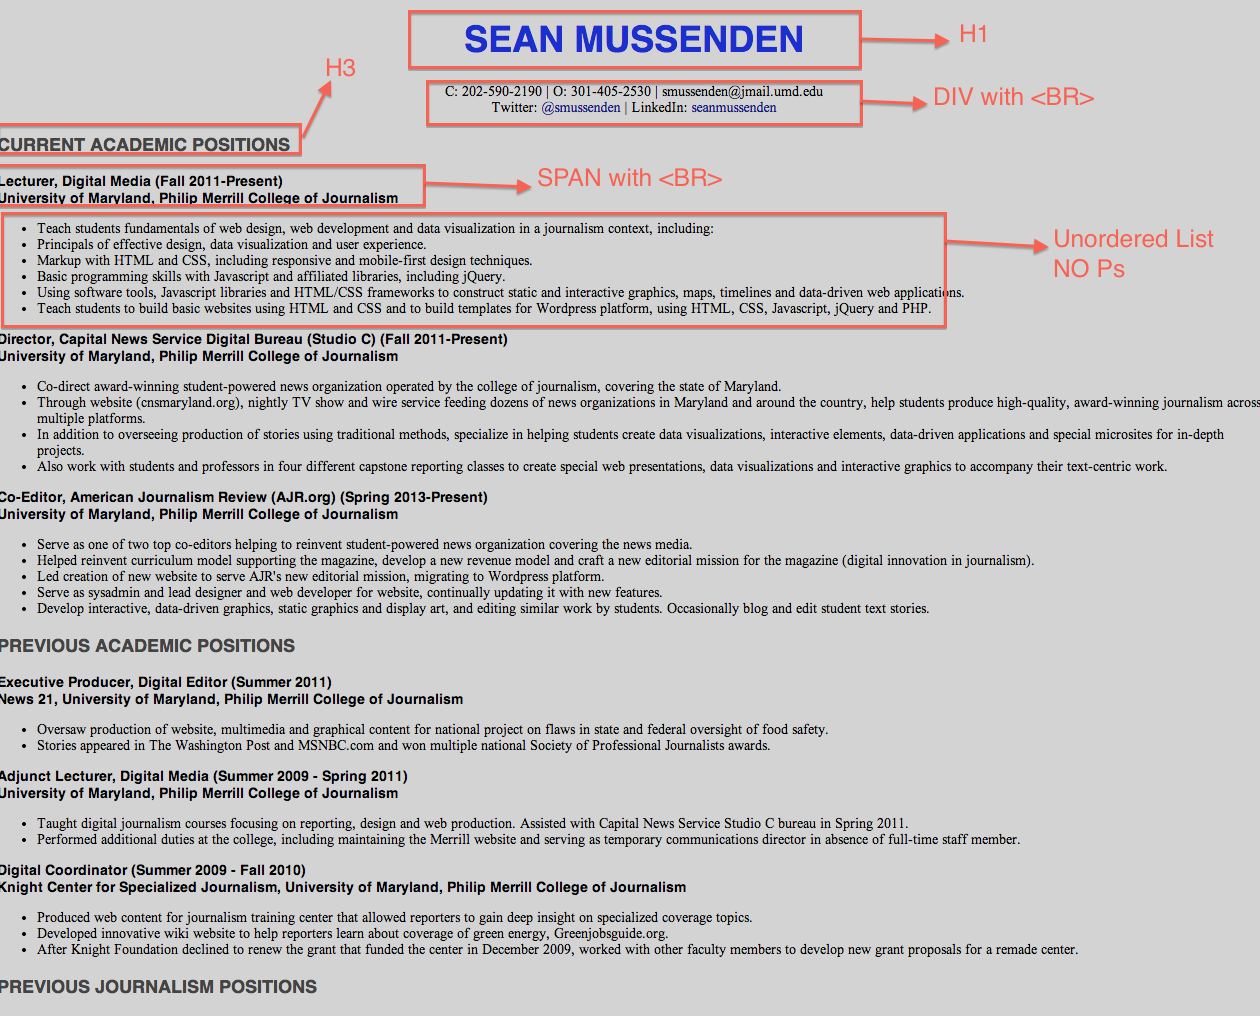 SEAN MUSSENDEN
H1
C: 202-590-2190 | O: 301-405-2530 | smussenden@jmail.umd.edu
Twitter: @smussenden | LinkedIn: seanmussenden
DIV with <BR>
H3
CURRENT ACADEMIC POSITIONS
Lecturer, Digital Media (Fall 2011-Present)
University of Maryland, Philip Merrill College of Journalism
SPAN with <BR>
• Teach students fundamentals of web design, web development and data visualization in a journalism context, including:
• Principals of effective design, data visualization and user experience.
• Markup with HTML and CSS, including responsive and mobile-first design techniques.
• Basic programming skills with Javascript and affiliated libraries, including jQuery.
• Using software tools, Javascript libraries and HTML/CSS frameworks to construct static and interactive graphics, maps, timelines and data-driven web applications.
• Teach students to build basic websites using HTML and CSS and to build templates for Wordpress platform, using HTML, CSS, Javascript, jQuery and PHP.
Unordered List
NO Ps
Director, Capital News Service Digital Bureau (Studio C) (Fall 2011-Present)
University of Maryland, Philip Merrill College of Journalism
• Co-direct award-winning student-powered news organization operated by the college of journalism, covering the state of Maryland.
• Through website (cnsmaryland.org), nightly TV show and wire service feeding dozens of news organizations in Maryland and around the country, help students produce high-quality, award-winning journalism across
multiple platforms.
• In addition to overseeing production of stories using traditional methods, specialize in helping students create data visualizations, interactive elements, data-driven applications and special microsites for in-depth
projects.
• Also work with students and professors in four different capstone reporting classes to create special web presentations, data visualizations and interactive graphics to accompany their text-centric work.
Co-Editor, American Journalism Review (AJR.org) (Spring 2013-Present)
University of Maryland, Philip Merrill College of Journalism
• Serve as one of two top co-editors helping to reinvent student-powered news organization covering the news media.
• Helped reinvent curriculum model supporting the magazine, develop a new revenue model and craft a new editorial mission for the magazine (digital innovation in journalism).
• Led creation of new website to serve AJR's new editorial mission, migrating to Wordpress platform.
• Serve as sysadmin and lead designer and web developer for website, continually updating it with new features.
• Develop interactive, data-driven graphics, static graphics and display art, and editing similar work by students. Occasionally blog and edit student text stories.
PREVIOUS ACADEMIC POSITIONS
Executive Producer, Digital Editor (Summer 2011)
News 21, University of Maryland, Philip Merrill College of Journalism
• Oversaw production of website, multimedia and graphical content for national project on flaws in state and federal oversight of food safety.
• Stories appeared in The Washington Post and MSNBC.com and won multiple national Society of Professional Journalists awards.
Adjunct Lecturer, Digital Media (Summer 2009 - Spring 2011)
University of Maryland, Philip Merrill College of Journalism
• Taught digital journalism courses focusing on reporting, design and web production. Assisted with Capital News Service Studio C bureau in Spring 2011.
• Performed additional duties at the college, including maintaining the Merrill website and serving as temporary communications director in absence of full-time staff member.
Digital Coordinator (Summer 2009 - Fall 2010)
Knight Center for Specialized Journalism, University of Maryland, Philip Merrill College of Journalism
• Produced web content for journalism training center that allowed reporters to gain deep insight on specialized coverage topics.
• Developed innovative wiki website to help reporters learn about coverage of green energy, Greenjobsguide.org.
• After Knight Foundation declined to renew the grant that funded the center in December 2009, worked with other faculty members to develop new grant proposals for a remade center.
PREVIOUS JOURNALISM POSITIONS